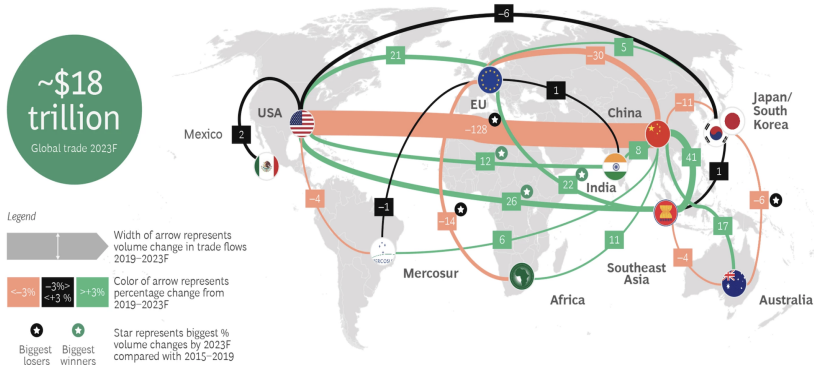 ~$18
trillion
Global trade 2023F
Legend
Width of arrow represents
volume change in trade flows
2019–2023F
<–3%
–3%>
<+3 %
>+3%
Color of arrow represents
percentage change from
2019–2023F
Biggest
losers
Biggest
winners
Star represents biggest %
volume changes by 2023F
compared with 2015–2019
–6
21
5
–30
USA
EU
1
China
–11
Japan/
South
Korea
Mexico
2
–128
8
41
12
India
1
22
–4
26
–6
–1
–14
17
6
11
–4
Mercosur
Southeast
Asia
Africa
Australia